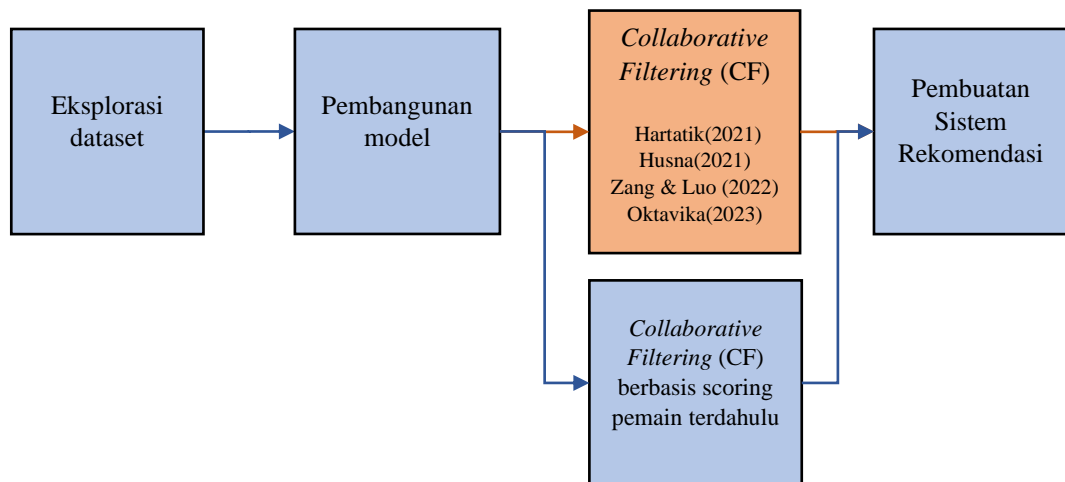 Eksplorasi
dataset
Pembangunan
model
Collaborative
Filtering (CF)
Hartatik(2021)
Husna(2021)
Zang & Luo (2022)
Oktavika(2023)
Collaborative
Filtering (CF)
berbasis scoring
pemain terdahulu
Pembuatan
Sistem
Rekomendasi